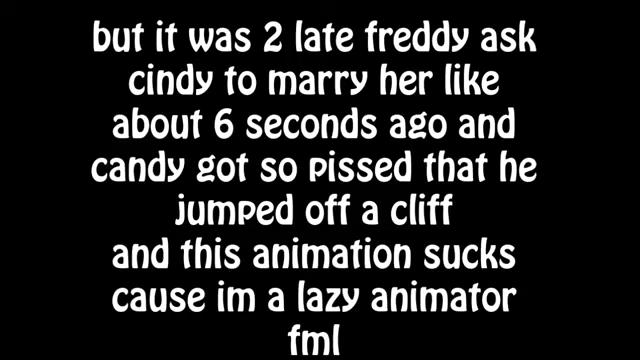 but it was 2 late freddy ask
cindy to marry her like
about 6 seconds ago and
candy got so pissed that he
jumped off a cliff
and this animation sucks
cause im a lazy animator
fml